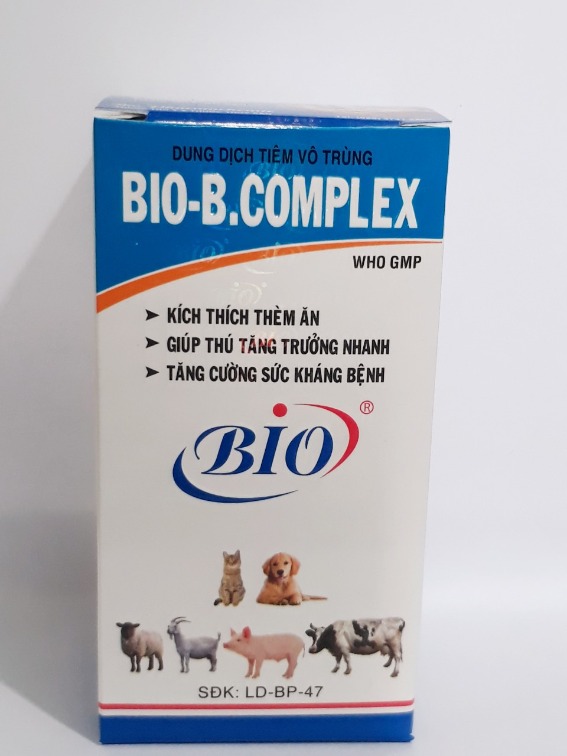 DUNG DỊCH TIÊM VÔ TRÙNG
BIO-B.COMPLEX
WHO GMP
➤ KÍCH THÍCH THÈM ĂN
➤ GIÚP THÚ TĂNG TRƯỞNG NHANH
➤ TĂNG CƯỜNG SỨC KHÁNG BỆNH
BIO ®
SĐK: LD-BP-47